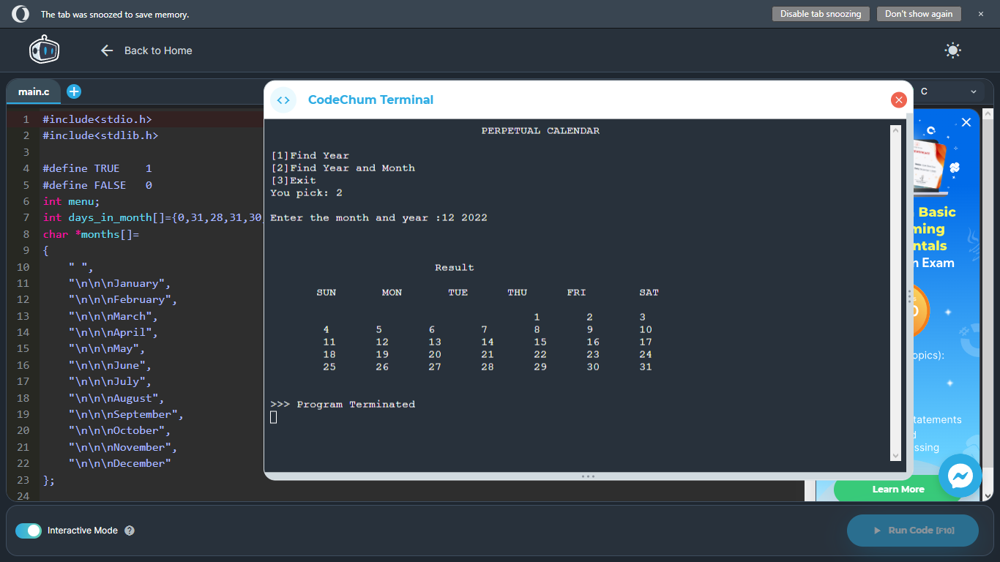 The tab was snoozed to save memory.
Disable tab snoozing
Don't show again
Back to Home
main.c
C
1 #include<stdio.h>
2 #include<stdlib.h>
3
4 #define TRUE    1
5 #define FALSE   0
6 int menu;
7 int days_in_month[]={0,31,28,31,30,
8 char *months[]=
9 {
10     " ",
11     "\n\n\nJanuary",
12     "\n\n\nFebruary",
13     "\n\n\nMarch",
14     "\n\n\nApril",
15     "\n\n\nMay",
16     "\n\n\nJune",
17     "\n\n\nJuly",
18     "\n\n\nAugust",
19     "\n\n\nSeptember",
20     "\n\n\nOctober",
21     "\n\n\nNovember",
22     "\n\n\nDecember"
23 };
24
CodeChum Terminal
PERPETUAL CALENDAR
[1]Find Year
[2]Find Year and Month
[3]Exit
You pick: 2
Enter the month and year :12 2022
Result
SUN MON TUE THU FRI SAT
1 2 3
4 5 6 7 8 9 10
11 12 13 14 15 16 17
18 19 20 21 22 23 24
25 26 27 28 29 30 31
>>> Program Terminated
Basic
ming
ntals
Exam
opics):
tatements
ssing
Learn More
Interactive Mode
?
Run Code [F10]